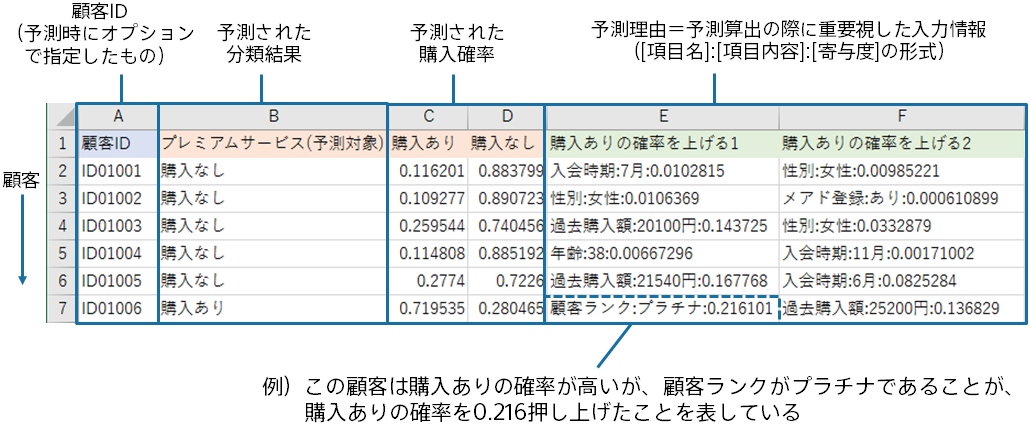 顧客ID
（予測時にオプション
で指定したもの）
予測された
分類結果
予測された
購入確率
予測理由＝予測算出の際に重要視した入力情報
（[項目名]:[項目内容]:[寄与度]の形式）
A B C D E F
1 顧客ID プレミアムサービス(予測対象) 購入あり 購入なし 購入ありの確率を上げる1 購入ありの確率を上げる2
2 ID01001 購入なし 0.116201 0.883799 入会時期:7月:0.0102815 性別:女性:0.00985221
3 ID01002 購入なし 0.109277 0.890723 性別:女性:0.0106369 メアド登録:あり:0.000610899
4 ID01003 購入なし 0.259544 0.740456 過去購入額:20100円:0.143725 性別:女性:0.0332879
5 ID01004 購入なし 0.114808 0.885192 年齢:38:0.00667296 入会時期:11月:0.00171002
6 ID01005 購入なし 0.2774 0.7226 過去購入額:21540円:0.167768 入会時期:6月:0.0825284
7 ID01006 購入あり 0.719535 0.280465 顧客ランク:プラチナ:0.216101 過去購入額:25200円:0.136829
顧客
例）この顧客は購入ありの確率が高いが、顧客ランクがプラチナであることが、
購入ありの確率を0.216押し上げたことを表している